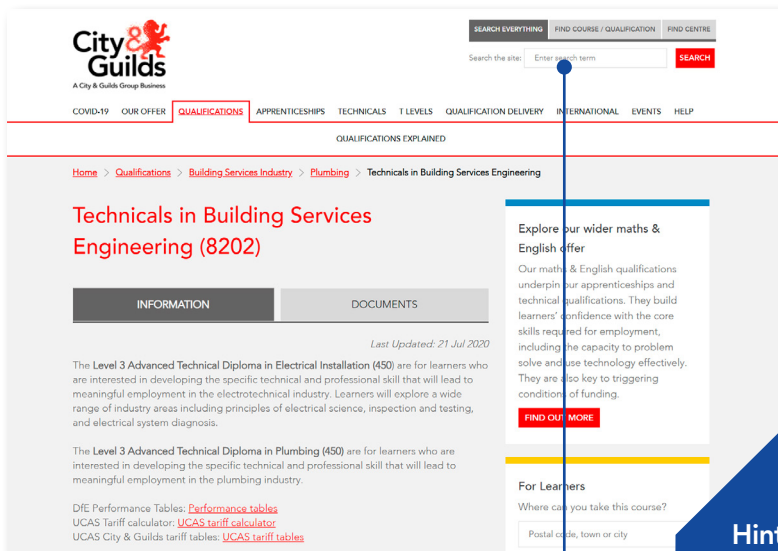 City&
Guilds
A City & Guilds Group Business
SEARCH EVERYTHING
FIND COURSE / QUALIFICATION
FIND CENTRE
Search the site:
Enter search term
SEARCH
COVID-19 OUR OFFER QUALIFICATIONS APPRENTICESHIPS TECHNICALS T LEVELS QUALIFICATION DELIVERY INTERNATIONAL EVENTS HELP
QUALIFICATIONS EXPLAINED
Home > Qualifications > Building Services Industry > Plumbing > Technicals in Building Services Engineering
Technicals in Building Services
Engineering (8202)
INFORMATION
DOCUMENTS
Last Updated: 21 Jul 2020
The Level 3 Advanced Technical Diploma in Electrical Installation (450) are for learners who
are interested in developing the specific technical and professional skill that will lead to
meaningful employment in the electrotechnical industry. Learners will explore a wide
range of industry areas including principles of electrical science, inspection and testing,
and electrical system diagnosis.
The Level 3 Advanced Technical Diploma in Plumbing (450) are for learners who are
interested in developing the specific technical and professional skill that will lead to
meaningful employment in the plumbing industry.
DfE Performance Tables: Performance tables
UCAS Tariff calculator: UCAS tariff calculator
UCAS City & Guilds tariff tables: UCAS tariff tables
Explore our wider maths &
English offer
Our maths & English qualifications
underpin our apprenticeships and
technical qualifications. They build
learners' confidence with the core
skills required for employment,
including the capacity to problem
solve and use technology effectively.
They are also key to triggering
conditions of funding.
FIND OUT MORE
For Learners
Where can you take this course?
Postal code, town or city
Hint